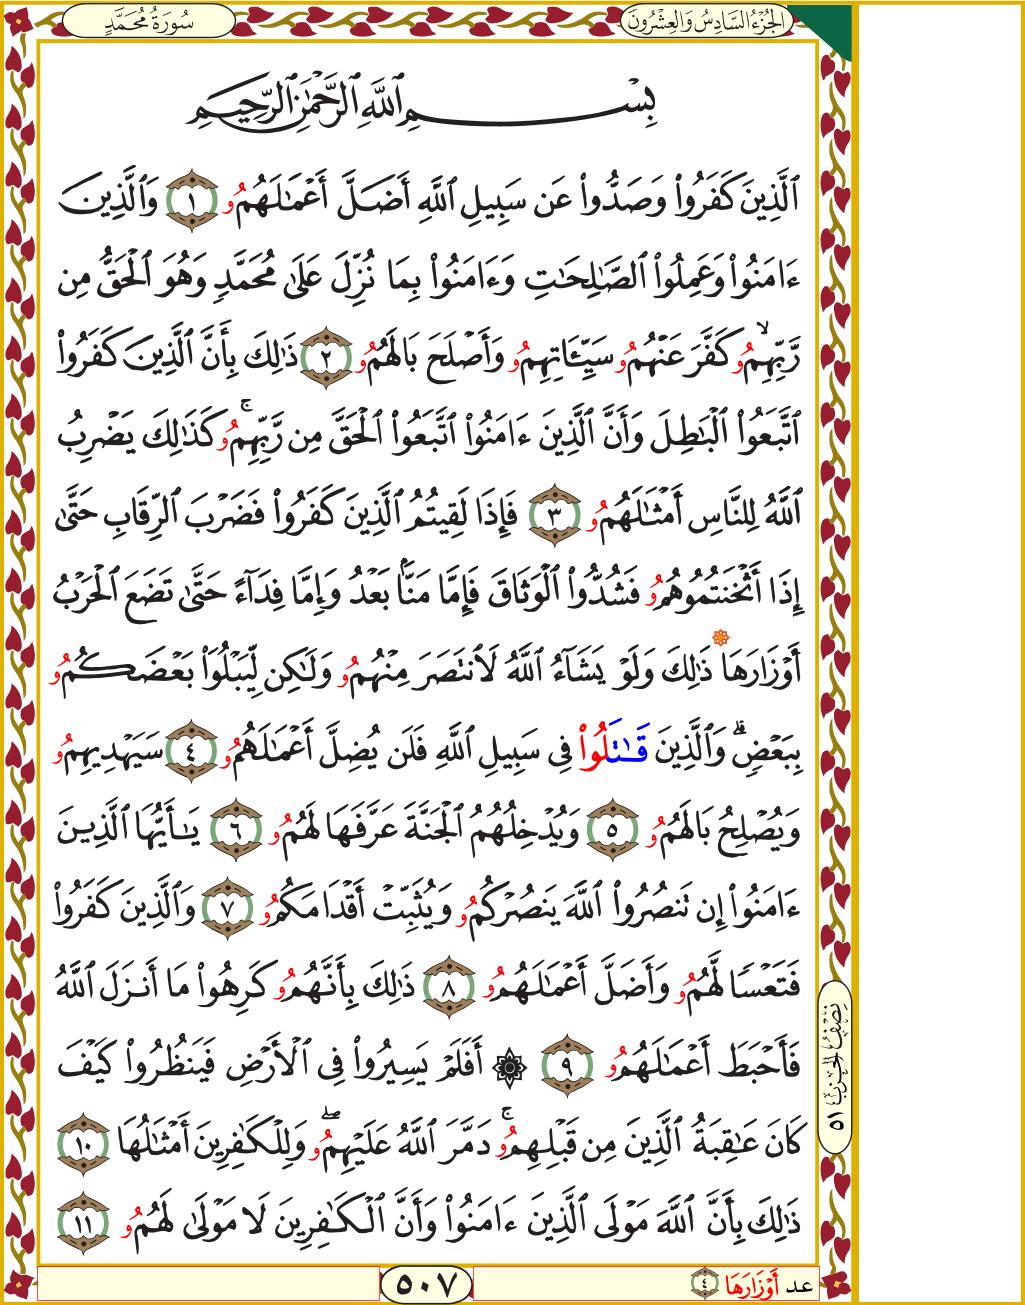 الجُزْءُ السَّادِسُ وَالعِشْرُونَ
سُورَةُ مُحَمَّدٍ
بِسْمِ ٱللَّهِ ٱلرَّحْمَٰنِ ٱلرَّحِيمِ
ٱلَّذِينَ كَفَرُوا۟ وَصَدُّوا۟ عَن سَبِيلِ ٱللَّهِ أَضَلَّ أَعْمَٰلَهُمُۥ ١ وَٱلَّذِينَ
ءَامَنُوا۟ وَعَمِلُوا۟ ٱلصَّٰلِحَٰتِ وَءَامَنُوا۟ بِمَا نُزِّلَ عَلَىٰ مُحَمَّدٍ وَهُوَ ٱلْحَقُّ مِن
رَّبِّهِمُۥۙ كَفَّرَ عَنْهُمُۥ سَيِّـَٔاتِهِمُۥ وَأَصْلَحَ بَالَهُمُۥ ٢ ذَٰلِكَ بِأَنَّ ٱلَّذِينَ كَفَرُوا۟
ٱتَّبَعُوا۟ ٱلْبَٰطِلَ وَأَنَّ ٱلَّذِينَ ءَامَنُوا۟ ٱتَّبَعُوا۟ ٱلْحَقَّ مِن رَّبِّهِمُۥۚ كَذَٰلِكَ يَضْرِبُ
ٱللَّهُ لِلنَّاسِ أَمْثَٰلَهُمُۥ ٣ فَإِذَا لَقِيتُمُ ٱلَّذِينَ كَفَرُوا۟ فَضَرْبَ ٱلرِّقَابِ حَتَّىٰ
إِذَا أَثْخَنتُمُوهُمُۥ فَشُدُّوا۟ ٱلْوَثَاقَ فَإِمَّا مَنًّۢا بَعْدُ وَإِمَّا فِدَآءً حَتَّىٰ تَضَعَ ٱلْحَرْبُ
أَوْزَارَهَا ذَٰلِكَ وَلَوْ يَشَآءُ ٱللَّهُ لَٱنتَصَرَ مِنْهُمُۥ وَلَٰكِن لِّيَبْلُوَا۟ بَعْضَكُمُۥ
بِبَعْضٍۗ وَٱلَّذِينَ قَٰتَلُوا۟ فِى سَبِيلِ ٱللَّهِ فَلَن يُضِلَّ أَعْمَٰلَهُمُۥ ٤ سَيَهْدِيهِمُۥ
وَيُصْلِحُ بَالَهُمُۥ ٥ وَيُدْخِلُهُمُ ٱلْجَنَّةَ عَرَّفَهَا لَهُمُۥ ٦ يَٰٓأَيُّهَا ٱلَّذِينَ
ءَامَنُوا۟ إِن تَنصُرُوا۟ ٱللَّهَ يَنصُرْكُمُۥ وَيُثَبِّتْ أَقْدَامَكُمُۥ ٧ وَٱلَّذِينَ كَفَرُوا۟
فَتَعْسًا لَّهُمُۥ وَأَضَلَّ أَعْمَٰلَهُمُۥ ٨ ذَٰلِكَ بِأَنَّهُمُۥ كَرِهُوا۟ مَا أَنزَلَ ٱللَّهُ
فَأَحْبَطَ أَعْمَٰلَهُمُۥ ٩ ۞ أَفَلَمْ يَسِيرُوا۟ فِى ٱلْأَرْضِ فَيَنظُرُوا۟ كَيْفَ
كَانَ عَٰقِبَةُ ٱلَّذِينَ مِن قَبْلِهِمُۥۚ دَمَّرَ ٱللَّهُ عَلَيْهِمُۥۖ وَلِلْكَٰفِرِينَ أَمْثَٰلُهَا ١٠
ذَٰلِكَ بِأَنَّ ٱللَّهَ مَوْلَى ٱلَّذِينَ ءَامَنُوا۟ وَأَنَّ ٱلْكَٰفِرِينَ لَا مَوْلَىٰ لَهُمُۥ ١١
نِصْفُ الحِزْبِ ٥١
عد أَوْزَارَهَا ٤
٥٠٧